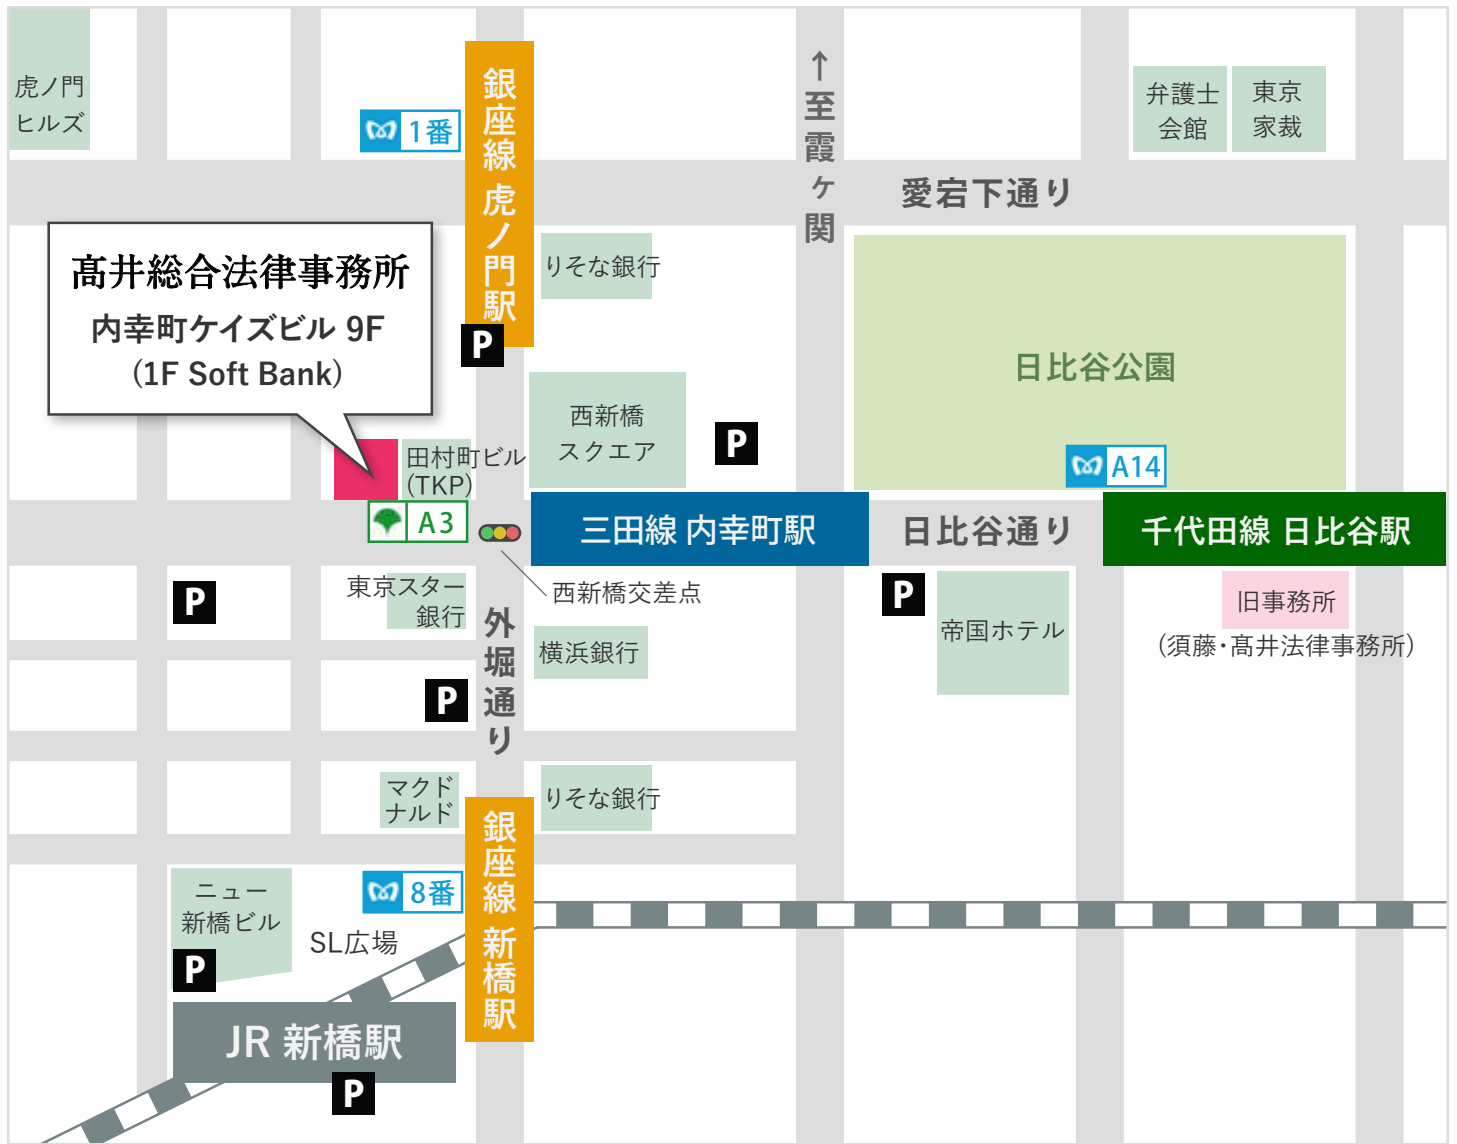 虎ノ門
ヒルズ
1番
銀座線 虎ノ門駅
↑至霞ヶ関
弁護士
会館
東京
家裁
愛宕下通り
髙井総合法律事務所
内幸町ケイズビル 9F
(1F Soft Bank)
りそな銀行
P
日比谷公園
西新橋
スクエア
P
田村町ビル
(TKP)
A14
A3
三田線 内幸町駅
日比谷通り
千代田線 日比谷駅
P
東京スター
銀行
西新橋交差点
P
帝国ホテル
旧事務所
(須藤・髙井法律事務所)
外堀通り
横浜銀行
P
マクド
ナルド
りそな銀行
銀座線 新橋駅
8番
ニュー
新橋ビル
SL広場
P
JR 新橋駅
P